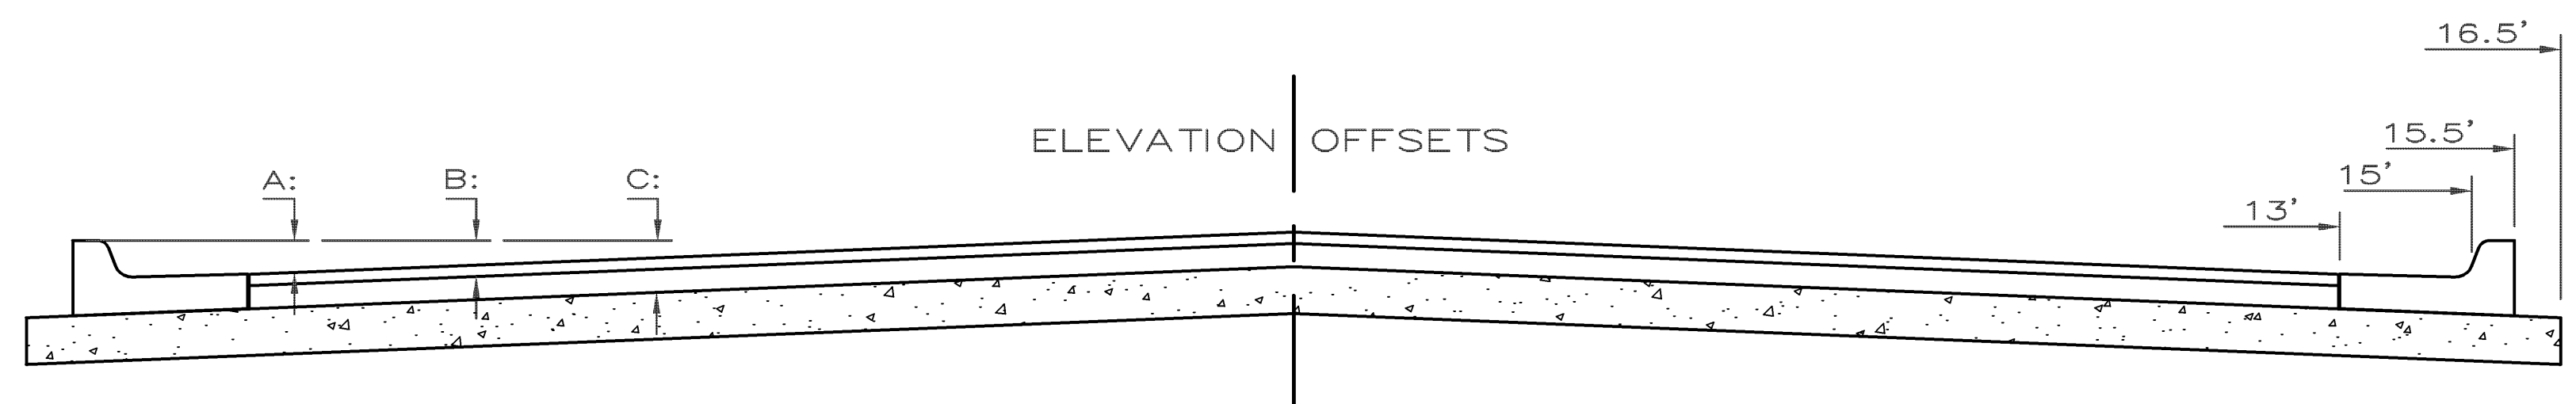 16.5'
ELEVATION OFFSETS
15.5'
A: B: C:
15'
13'